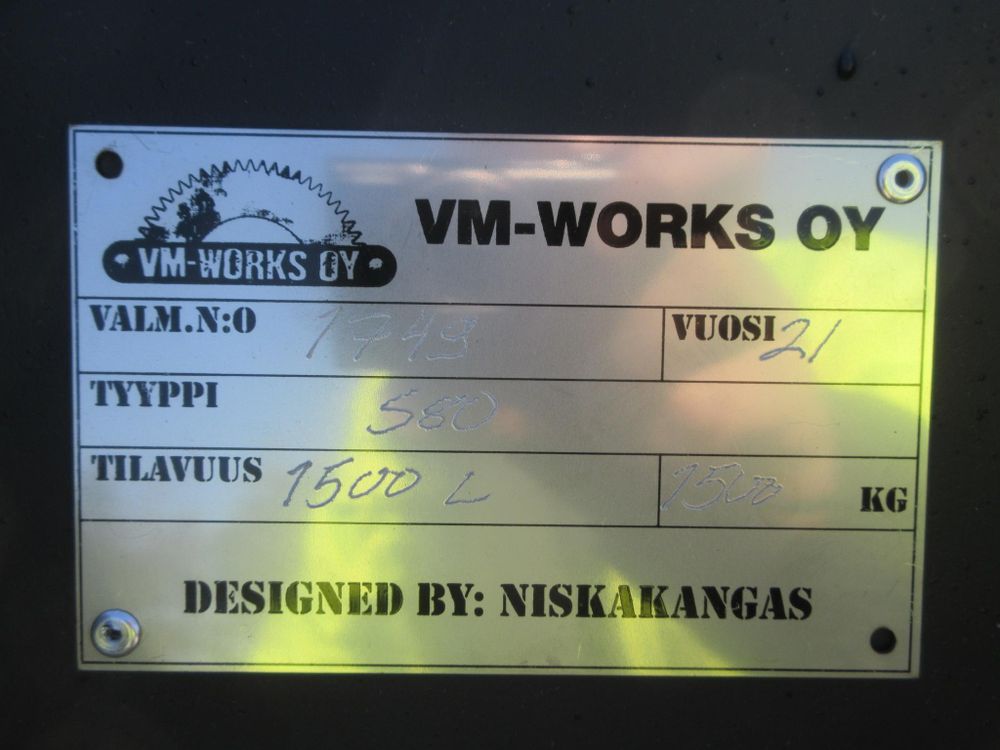 VM-WORKS OY
VM-WORKS OY
VALM.N:O 1743 VUOSI 21
TYYPPI 580
TILAVUUS 1500 L 1500 KG
DESIGNED BY: NISKAKANGAS